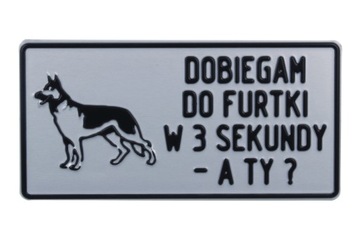 DOBIEGAM
DO FURTKI
W 3 SEKUNDY
- A TY ?